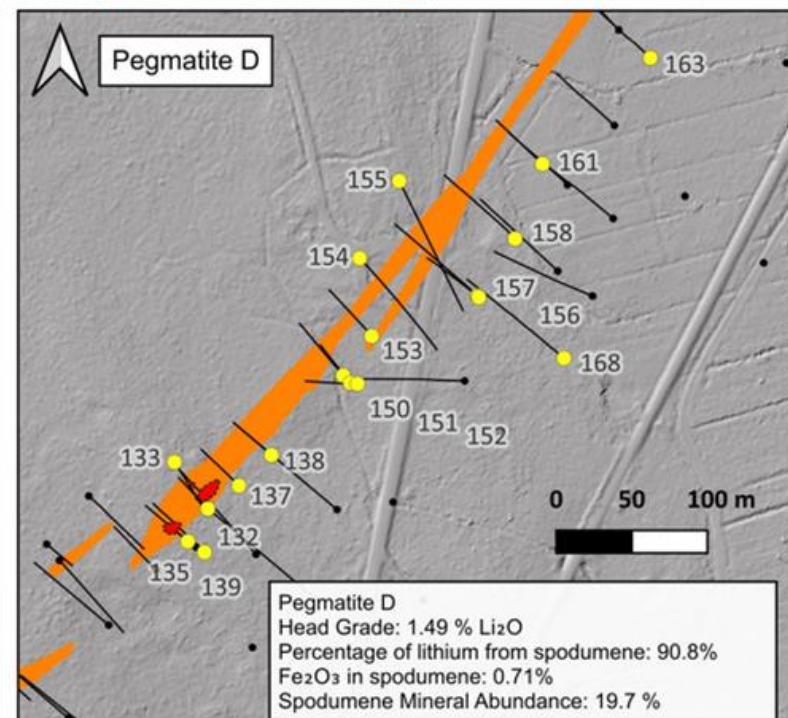 Pegmatite D
163
161
155
158
154
157
156
153
168
150
151
152
138
133
137
132
135
139
0 50 100 m
Pegmatite D
Head Grade: 1.49 % Li₂O
Percentage of lithium from spodumene: 90.8%
Fe₂O₃ in spodumene: 0.71%
Spodumene Mineral Abundance: 19.7 %